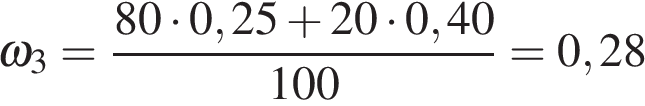 ω₃ = (80 · 0,25 + 20 · 0,40) / 100 = 0,28